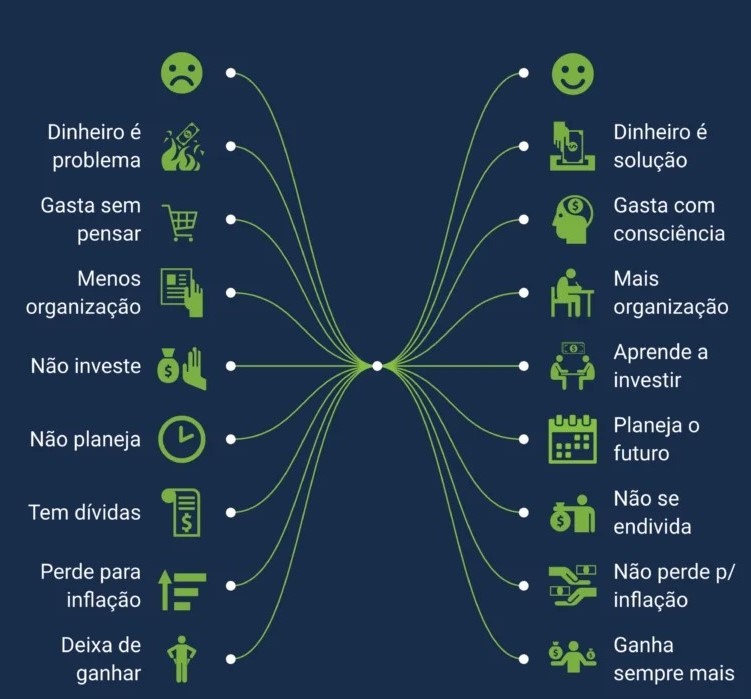 Dinheiro é
problema
Gasta sem
pensar
Menos
organização
Não investe
Não planeja
Tem dívidas
Perde para
inflação
Deixa de
ganhar
Dinheiro é
solução
Gasta com
consciência
Mais
organização
Aprende a
investir
Planeja o
futuro
Não se
endivida
Não perde p/
inflação
Ganha
sempre mais